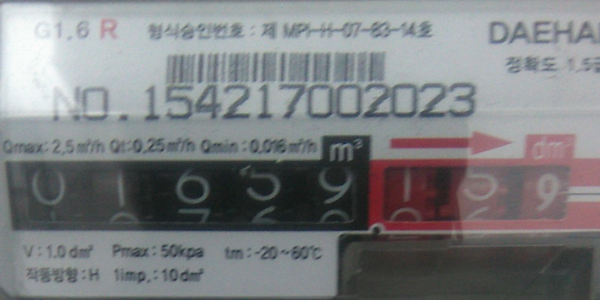 G1.6 R 형식승인번호 : 제 MPI-H-07-83-14호 DAEHA
정확도 1.5급
NO.154217002023
Qmax: 2,5m³/h Qt:0,25m³/h Qmin : 0,016m³/h m³ dm³
0 1 6 5 9 1 5 9
V : 1.0 dm³ Pmax : 50kpa tm : -20~60℃
작동방향 : H 1imp. : 10dm³